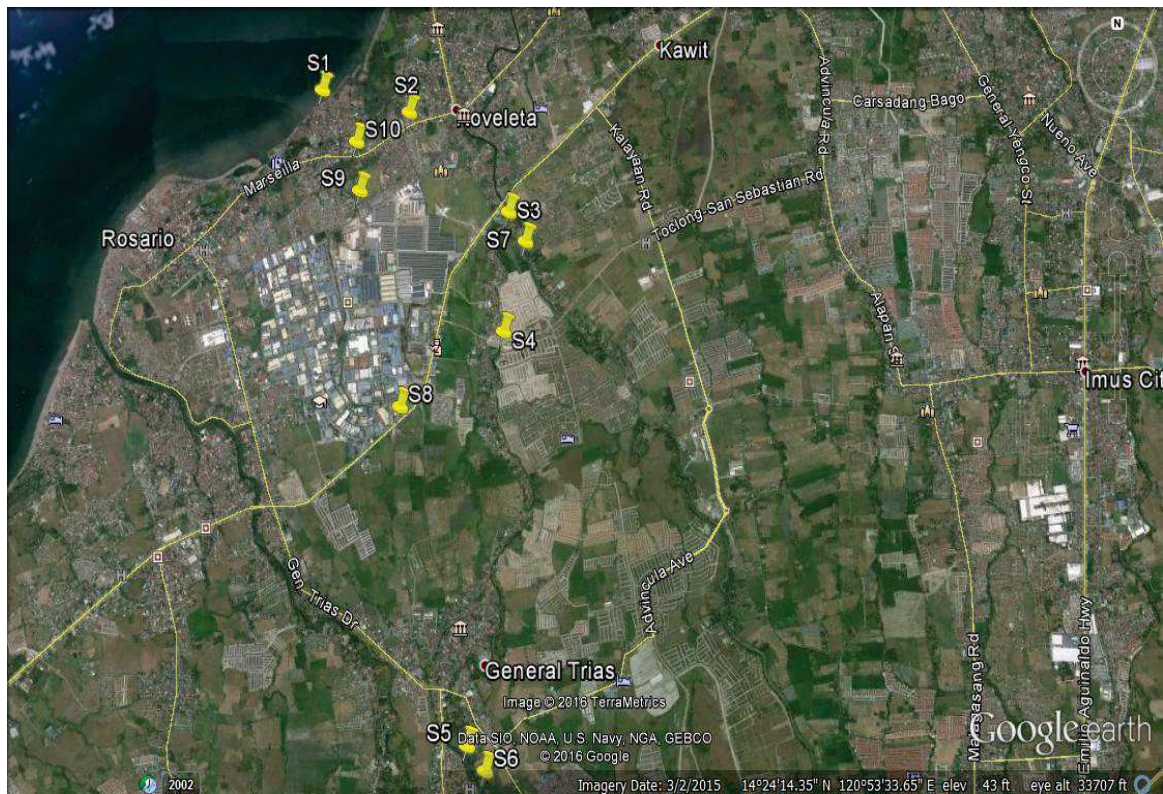 N
Kawit
S1
S2
Carsadang Bago
Noveleta
S10
Advincula Rd
General Yengco St
Nueno Ave
Marseilla
Kalayaan Rd
S9
Toclong-San Sebastian Rd
S3
S7
Rosario
H
H
H
Alapan St
S4
Imus Cit
S8
H
Gen. Trias Dr
Advincula Ave
General Trias
Image © 2016 TerraMetrics
Emilio Aguinaldo Hwy
Google earth
S5
Data SIO, NOAA, U.S. Navy, NGA, GEBCO
© 2016 Google
S6
H
2002
Imagery Date: 3/2/2015 14°24'14.35" N 120°53'33.65" E elev 43 ft eye alt 33707 ft